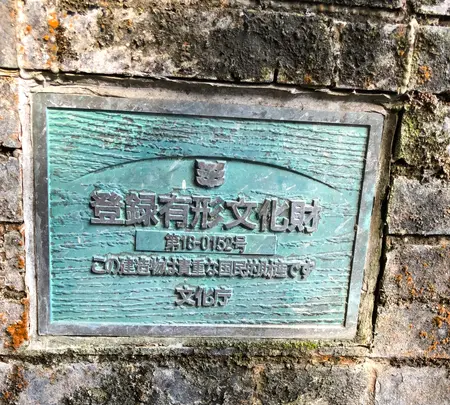 登録有形文化財
第16-0152号
この建造物は貴重な国民的財産です
文化庁